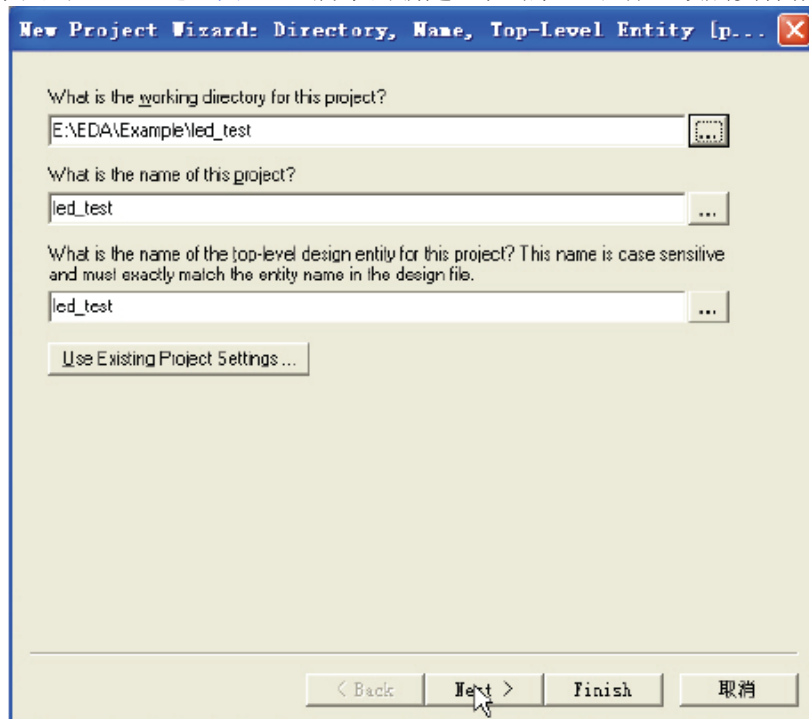 New Project Wizard: Directory, Name, Top-Level Entity [p...
What is the working directory for this project?
E:\EDA\Example\led_test
...
What is the name of this project?
led_test
...
What is the name of the top-level design entity for this project? This name is case sensitive
and must exactly match the entity name in the design file.
led_test
...
Use Existing Project Settings ...
< Back
Next >
Finish
取消